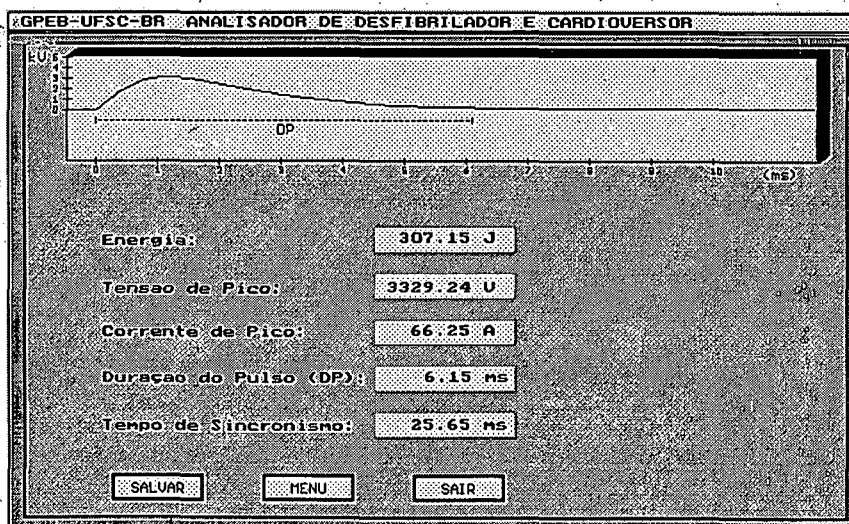 GPEB-UFSC-BR ANALISADOR DE DESFIBRILADOR E CARDIOVERSOR
kV
DP
0 1 2 3 4 5 6 7 8 9 10 (ms)
Energia: 307.15 J
Tensao de Pico: 3329.24 V
Corrente de Pico: 66.25 A
Duraçao do Pulso (DP): 6.15 ms
Tempo de Sincronismo: 25.65 ms
SALVAR MENU SAIR